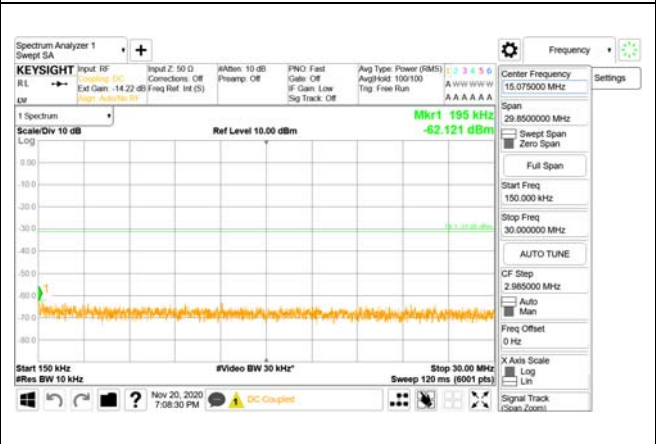 Spectrum Analyzer 1
Swept SA
Frequency
KEYSIGHT
RL
Input: RF
Coupling: DC
Ext Gain: -14.22 dB
Align: Auto/No RF
Input Z: 50 Ω
Corrections: Off
Freq Ref: Int (S)
#Atten: 10 dB
Preamp: Off
PNO: Fast
Gate: Off
IF Gain: Low
Sig Track: Off
Avg Type: Power (RMS)
Avg|Hold: 100/100
Trig: Free Run
1 2 3 4 5 6
A W W W W W
A A A A A A
1 Spectrum
Scale/Div 10 dB
Log
Ref Level 10.00 dBm
Mkr1 195 kHz
-62.121 dBm
0.00
-10.0
-20.0
-30.0
-40.0
-50.0
-60.0
-70.0
-80.0
1
Start 150 kHz
#Res BW 10 kHz
#Video BW 30 kHz*
Stop 30.00 MHz
Sweep 120 ms (6001 pts)
Nov 20, 2020
7:08:30 PM
DC Coupled
Center Frequency
15.075000 MHz
Settings
Span
29.8500000 MHz
Swept Span
Zero Span
Full Span
Start Freq
150.000 kHz
Stop Freq
30.000000 MHz
AUTO TUNE
CF Step
2.985000 MHz
Auto
Man
Freq Offset
0 Hz
X Axis Scale
Log
Lin
Signal Track
(Span Zoom)